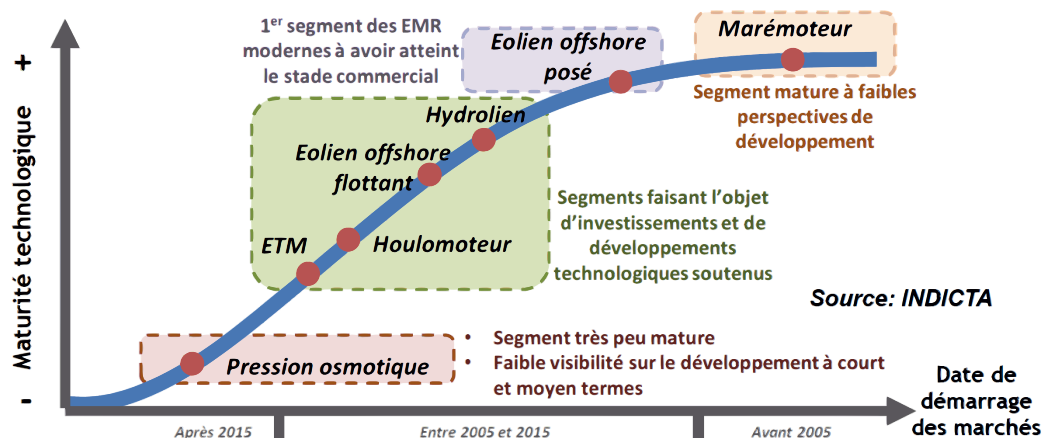 1er segment des EMR
modernes à avoir atteint
le stade commercial
Eolien offshore
posé
Marémoteur
Segment mature à faibles
perspectives de
développement
Hydrolien
Eolien offshore
flottant
ETM
Houlomoteur
Segments faisant l’objet
d’investissements et de
développements
technologiques soutenus
Source: INDICTA
Pression osmotique
• Segment très peu mature
• Faible visibilité sur le développement à court
et moyen termes
+
Maturité technologique
-
Date de
démarrage
des marchés
Après 2015
Entre 2005 et 2015
Avant 2005